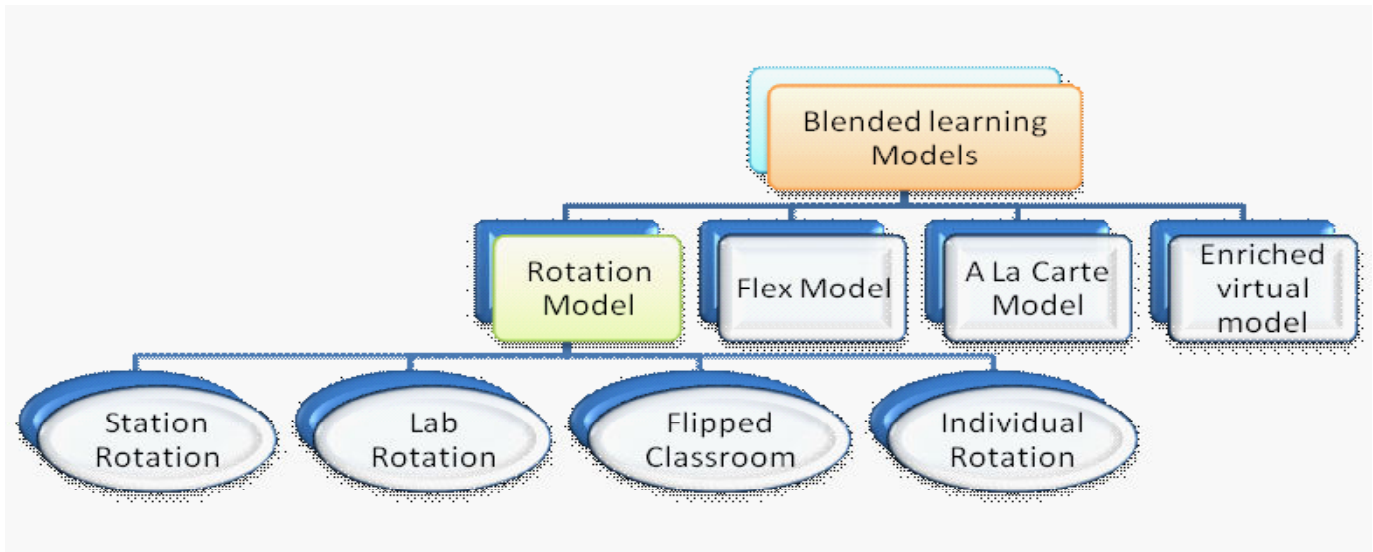 Blended learning
Models
Rotation
Model
Flex Model
A La Carte
Model
Enriched
virtual
model
Station
Rotation
Lab
Rotation
Flipped
Classroom
Individual
Rotation